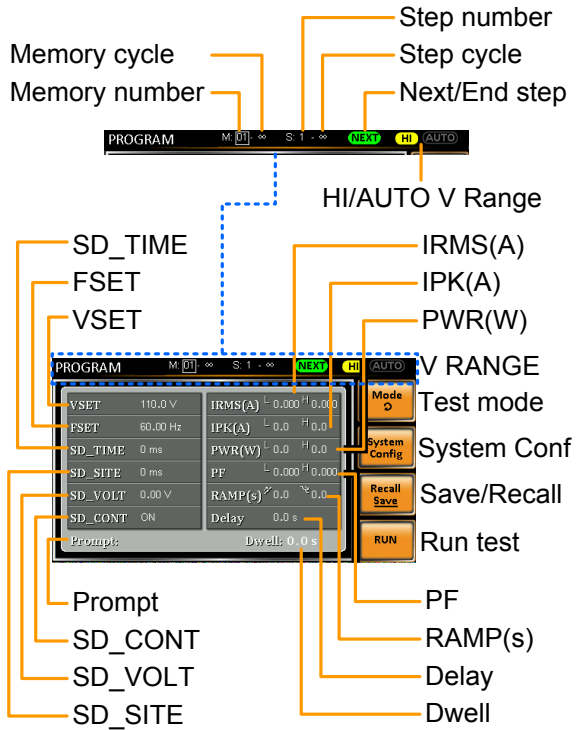 Step number
Memory cycle Step cycle
Memory number Next/End step
PROGRAM M: 01 - ∞ S: 1 - ∞ NEXT HI (AUTO)
HI/AUTO V Range
SD_TIME IRMS(A)
FSET IPK(A)
VSET PWR(W)
PROGRAM M: 01 - ∞ S: 1 - ∞ NEXT HI (AUTO) V RANGE
VSET 110.0 V IRMS(A) L 0.000 H 0.000 Mode Test mode
FSET 60.00 Hz IPK(A) L 0.0 H 0.0
SD_TIME 0 ms PWR(W) L 0.0 H 0.0 System Config System Conf
SD_SITE 0 ms PF L 0.000 H 0.000
SD_VOLT 0.00 V RAMP(s) 0.0 0.0 Recall Save Save/Recall
SD_CONT ON Delay 0.0 s
Prompt: Dwell: 0.0 s RUN Run test
Prompt PF
SD_CONT RAMP(s)
SD_VOLT Delay
SD_SITE Dwell